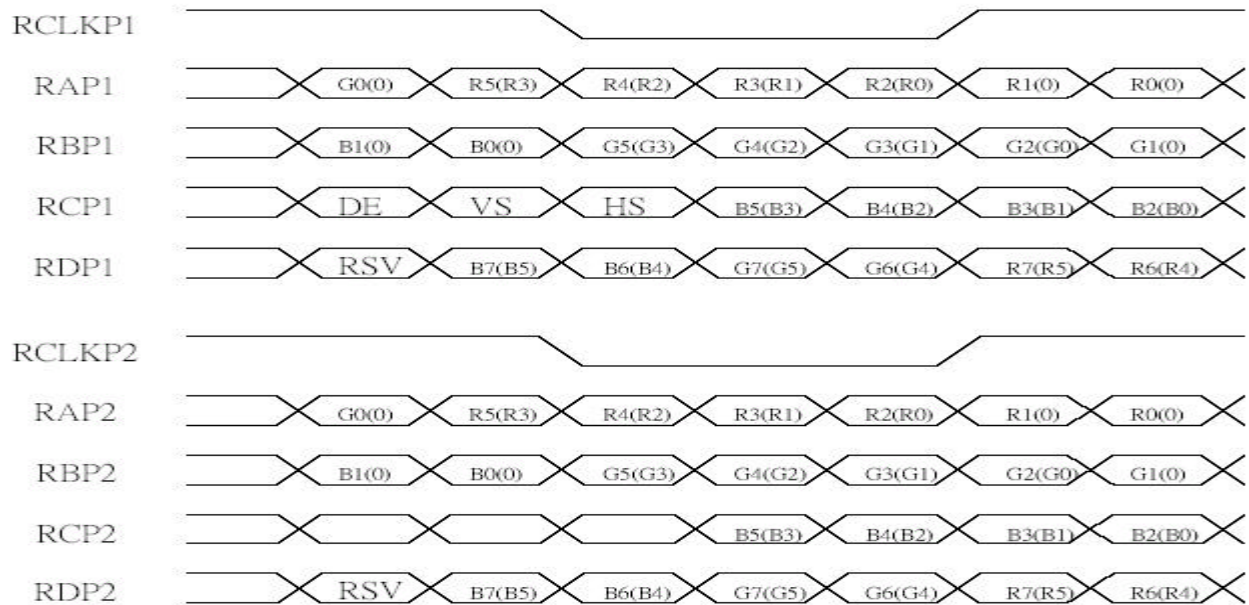 RCLKP1
RAP1 G0(0) R5(R3) R4(R2) R3(R1) R2(R0) R1(0) R0(0)
RBP1 B1(0) B0(0) G5(G3) G4(G2) G3(G1) G2(G0) G1(0)
RCP1 DE VS HS B5(B3) B4(B2) B3(B1) B2(B0)
RDP1 RSV B7(B5) B6(B4) G7(G5) G6(G4) R7(R5) R6(R4)
RCLKP2
RAP2 G0(0) R5(R3) R4(R2) R3(R1) R2(R0) R1(0) R0(0)
RBP2 B1(0) B0(0) G5(G3) G4(G2) G3(G1) G2(G0) G1(0)
RCP2 B5(B3) B4(B2) B3(B1) B2(B0)
RDP2 RSV B7(B5) B6(B4) G7(G5) G6(G4) R7(R5) R6(R4)